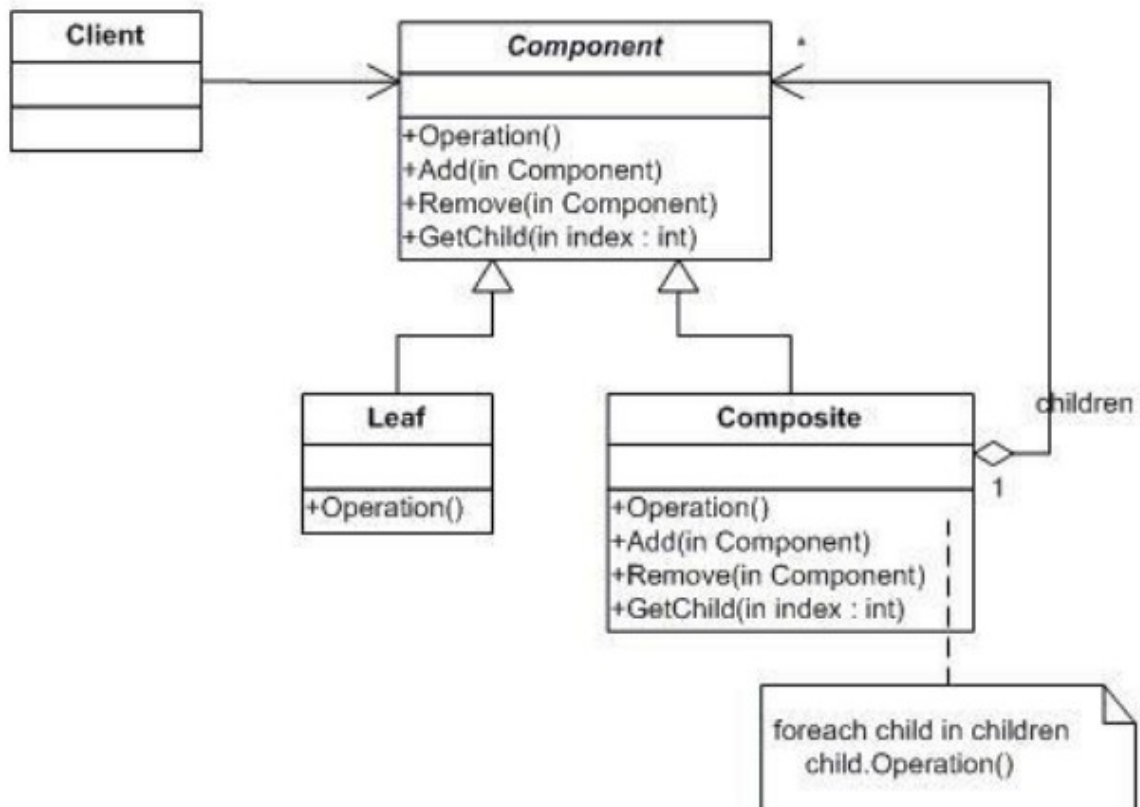 Client
Component
*
+Operation()
+Add(in Component)
+Remove(in Component)
+GetChild(in index : int)
children
Leaf
+Operation()
Composite
1
+Operation()
+Add(in Component)
+Remove(in Component)
+GetChild(in index : int)
foreach child in children
child.Operation()